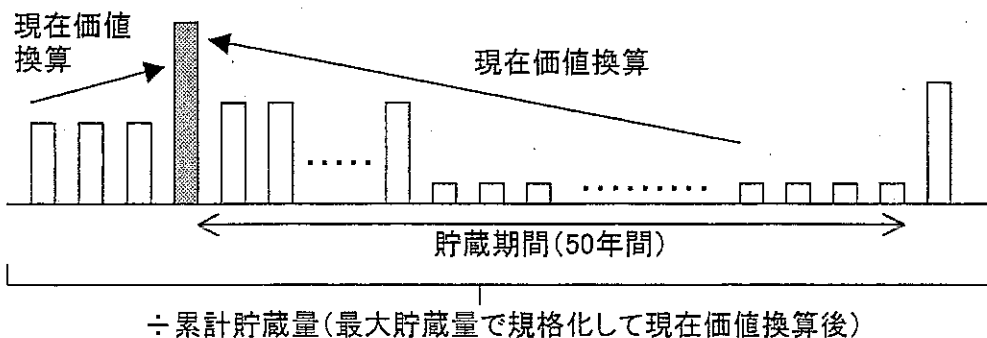 現在価値
換算
現在価値換算
貯蔵期間(50年間)
÷累計貯蔵量(最大貯蔵量で規格化して現在価値換算後)